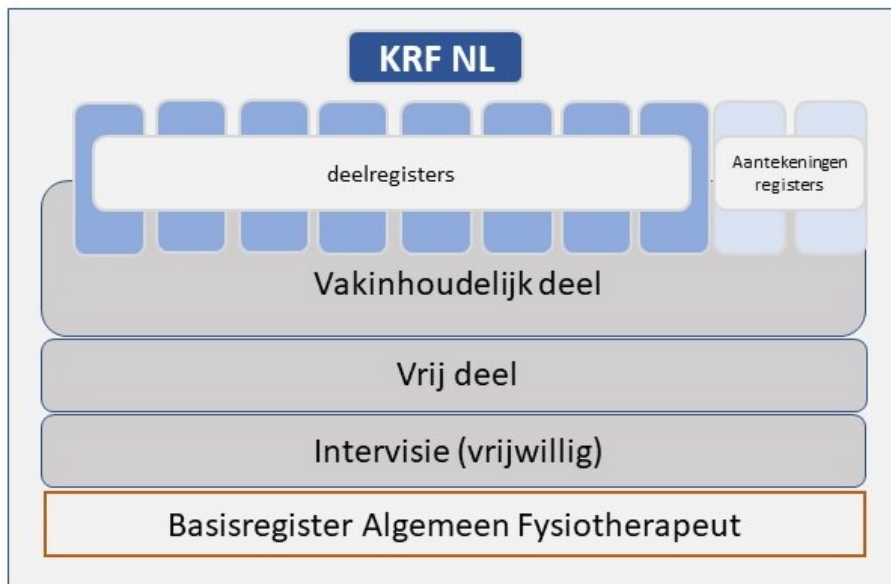 KRF NL
deelregisters
Aantekeningen
registers
Vakinhoudelijk deel
Vrij deel
Intervisie (vrijwillig)
Basisregister Algemeen Fysiotherapeut